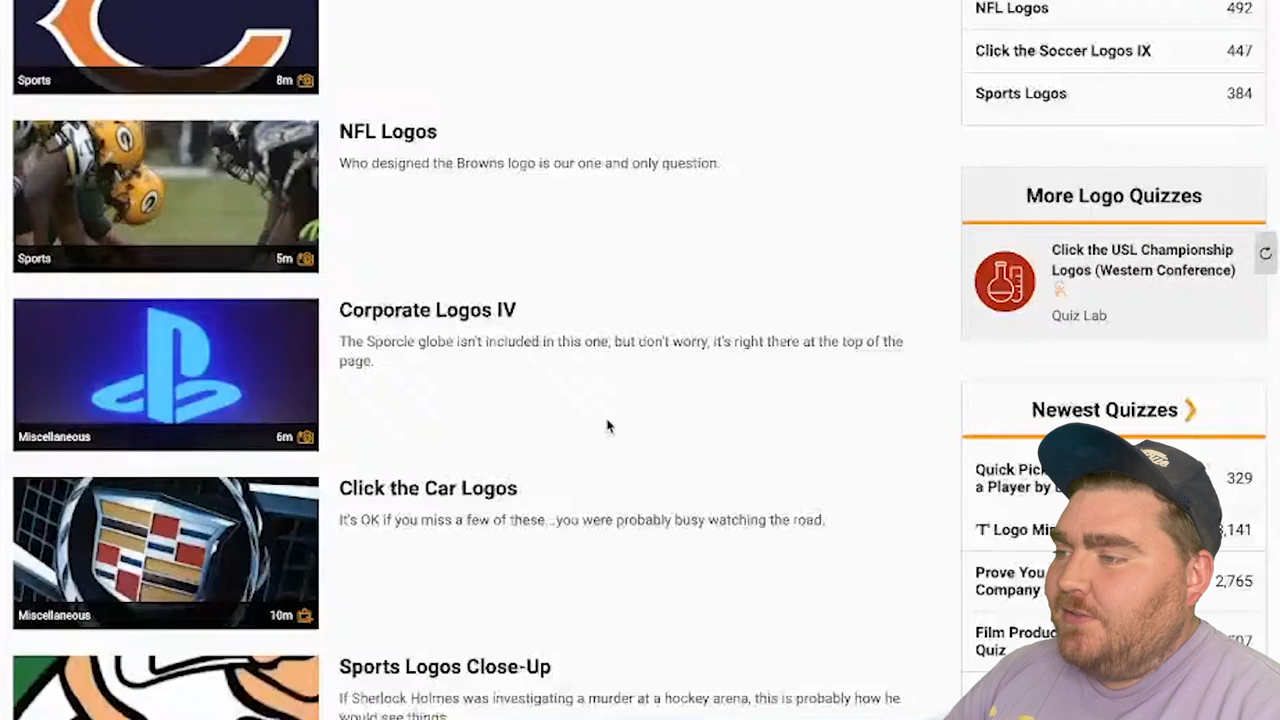 Sports 8m
NFL Logos
Who designed the Browns logo is our one and only question.
Sports 5m
Corporate Logos IV
The Sporcle globe isn't included in this one, but don't worry, it's right there at the top of the
page.
Miscellaneous 6m
Click the Car Logos
It's OK if you miss a few of these...you were probably busy watching the road.
Miscellaneous 10m
Sports Logos Close-Up
If Sherlock Holmes was investigating a murder at a hockey arena, this is probably how he
would see things
NFL Logos 492
Click the Soccer Logos IX 447
Sports Logos 384
More Logo Quizzes
Click the USL Championship
Logos (Western Conference)
Quiz Lab
Newest Quizzes
Quick Pick
a Player by 329
'T' Logo ,141
Prove You
Company 2,765
Film
Quiz